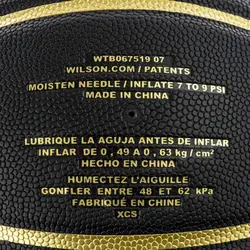 WTB067519 07
WILSON.COM / PATENTS
MOISTEN NEEDLE / INFLATE 7 TO 9 PSI
MADE IN CHINA
LUBRIQUE LA AGUJA ANTES DE INFLAR
INFLAR DE 0,49 A 0,63 kg / cm²
HECHO EN CHINA
HUMECTEZ L'AIGUILLE
GONFLER ENTRE 48 ET 62 kPa
FABRIQUÉ EN CHINE
XCS